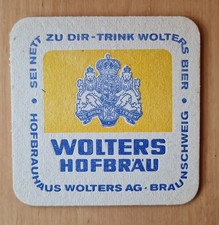 SEI NETT ZU DIR-TRINK WOLTERS BIER
WOLTERS
HOFBRÄU
HOFBRAUHAUS WOLTERS AG · BRAUNSCHWEIG